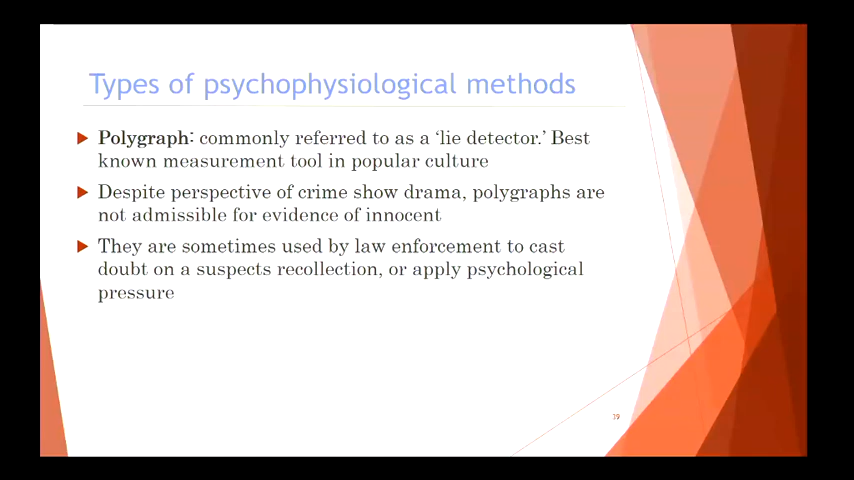 Types of psychophysiological methods
Polygraph: commonly referred to as a ‘lie detector.’ Best
known measurement tool in popular culture
Despite perspective of crime show drama, polygraphs are
not admissible for evidence of innocent
They are sometimes used by law enforcement to cast
doubt on a suspects recollection, or apply psychological
pressure
19